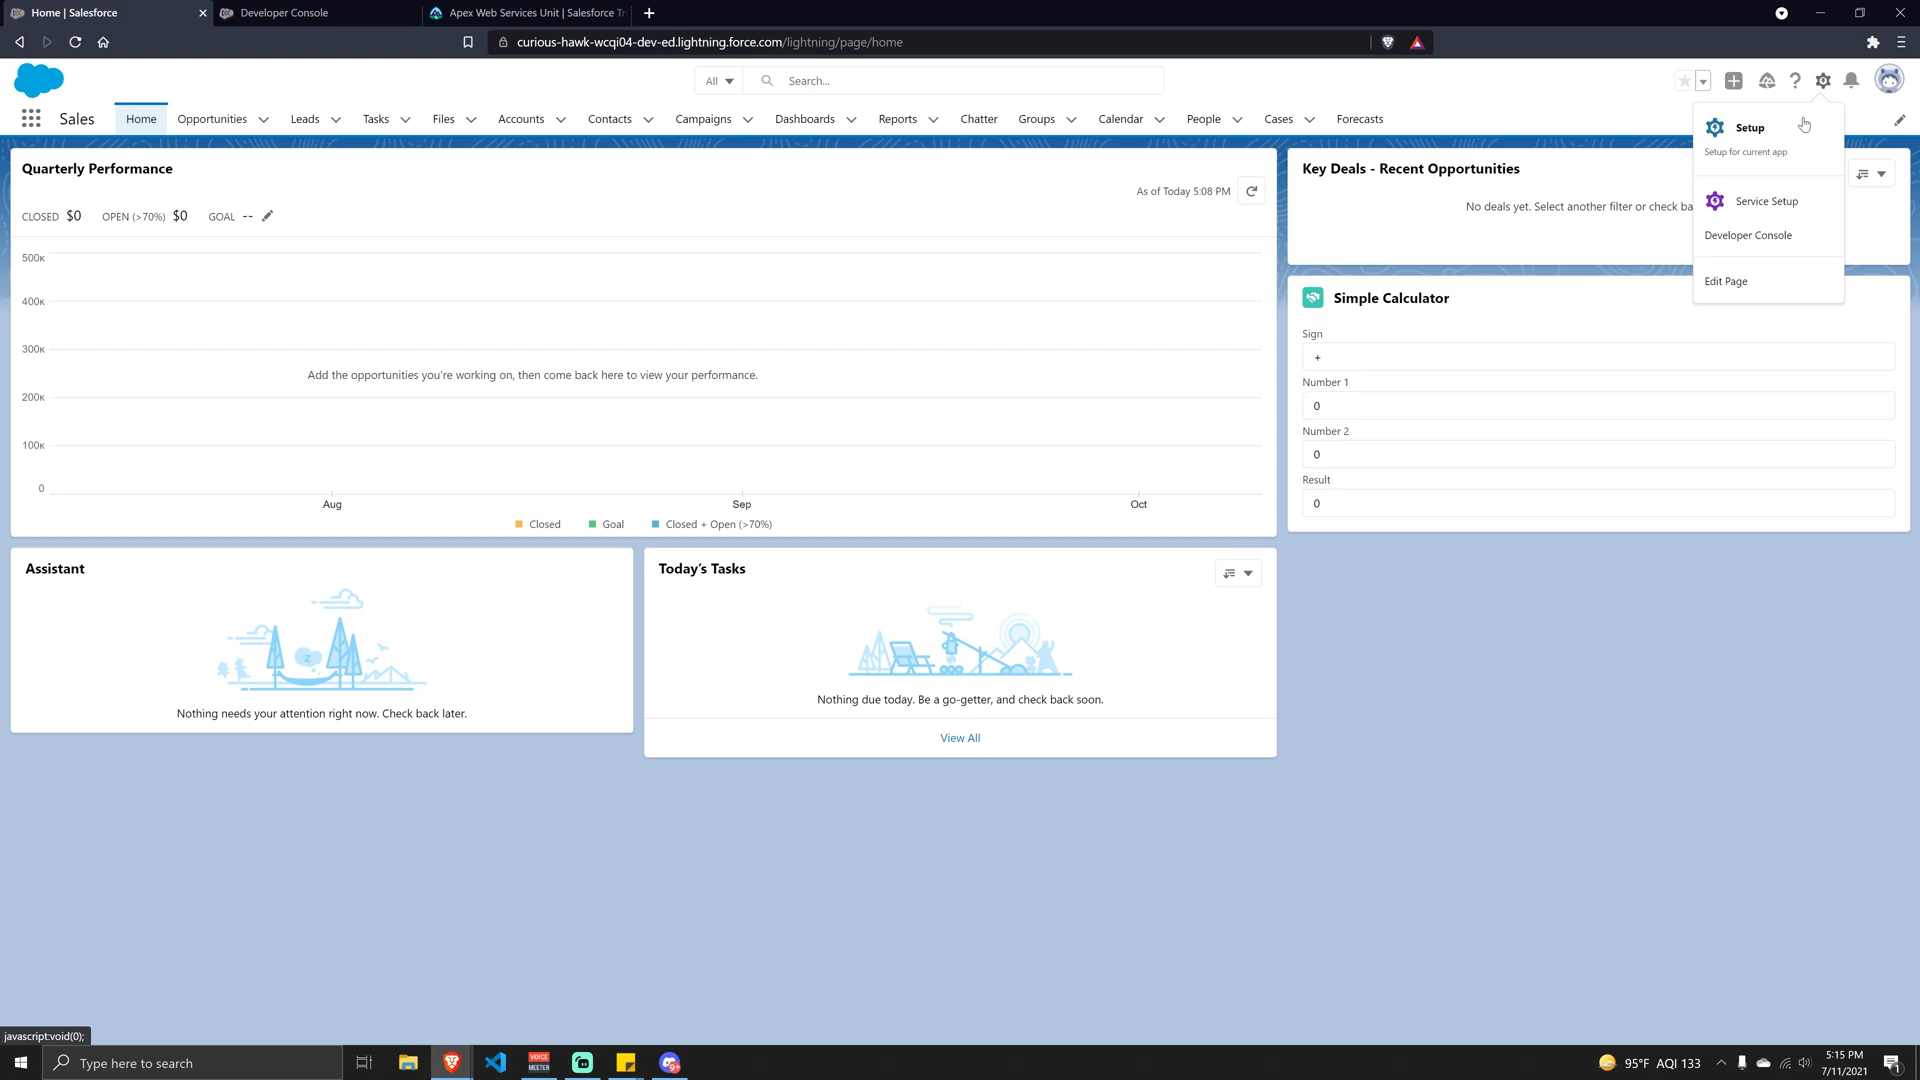 Home | Salesforce
Developer Console
Apex Web Services Unit | Salesforce Tr
curious-hawk-wcqi04-dev-ed.lightning.force.com/lightning/page/home
All
Search...
Sales
Home
Opportunities
Leads
Tasks
Files
Accounts
Contacts
Campaigns
Dashboards
Reports
Chatter
Groups
Calendar
People
Cases
Forecasts
Setup
Setup for current app
Service Setup
Developer Console
Edit Page
Quarterly Performance
As of Today 5:08 PM
CLOSED $0 OPEN (>70%) $0 GOAL --
500K
400K
300K
200K
100K
0
Add the opportunities you're working on, then come back here to view your performance.
Aug
Sep
Oct
Closed
Goal
Closed + Open (>70%)
Key Deals - Recent Opportunities
No deals yet. Select another filter or check ba
Simple Calculator
Sign
+
Number 1
0
Number 2
0
Result
0
Assistant
Nothing needs your attention right now. Check back later.
Today's Tasks
Nothing due today. Be a go-getter, and check back soon.
View All
javascript:void(0);
Type here to search
VOICE
MEETER
9+
95°F AQI 133
5:15 PM
7/11/2021
1